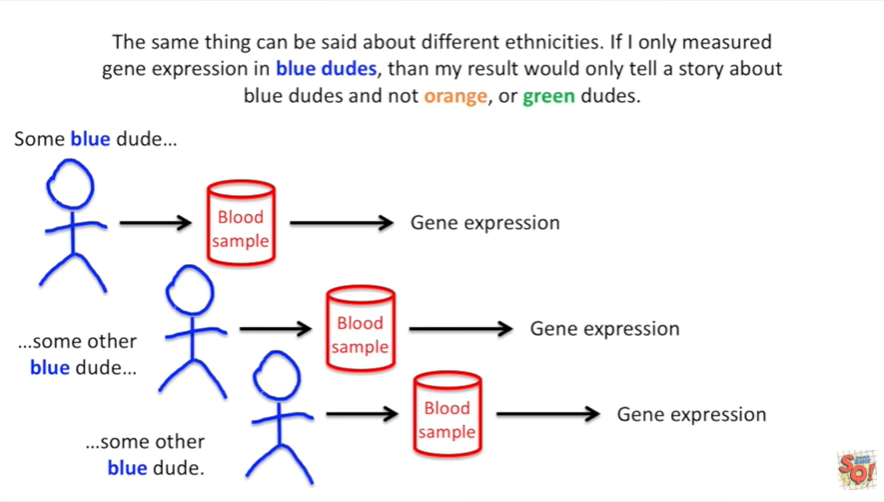 The same thing can be said about different ethnicities. If I only measured
gene expression in blue dudes, than my result would only tell a story about
blue dudes and not orange, or green dudes.
Some blue dude...
Blood
sample
Gene expression
...some other
blue dude...
Blood
sample
Gene expression
...some other
blue dude.
Blood
sample
Gene expression
SQ!